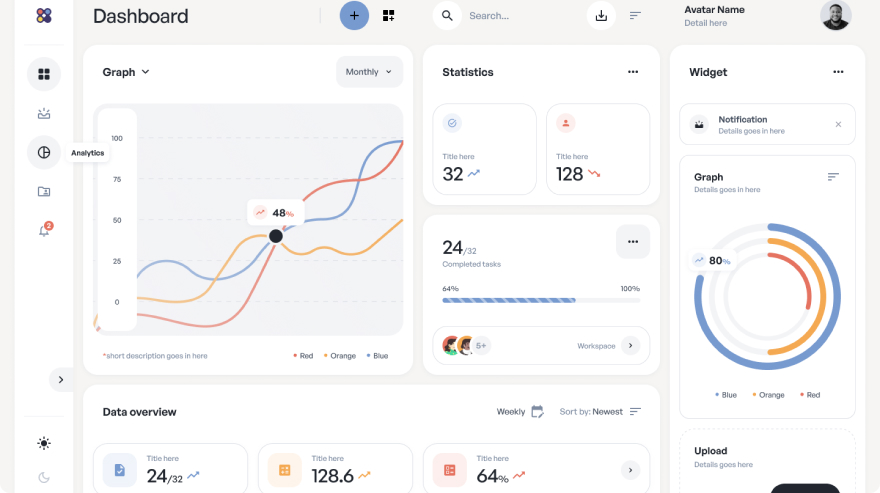 Dashboard
Search...
Avatar Name
Detail here
Graph
Monthly
100
75
50
25
0
48%
*short description goes in here
Red
Orange
Blue
2
Analytics
Statistics
Title here
32
Title here
128
24/32
Completed tasks
64%
100%
5+
Workspace
Widget
Notification
Details goes in here
Graph
Details goes in here
80%
Blue
Orange
Red
Data overview
Weekly
Sort by: Newest
Title here
24/32
Title here
128.6
Title here
64%
Upload
Detalls goes here